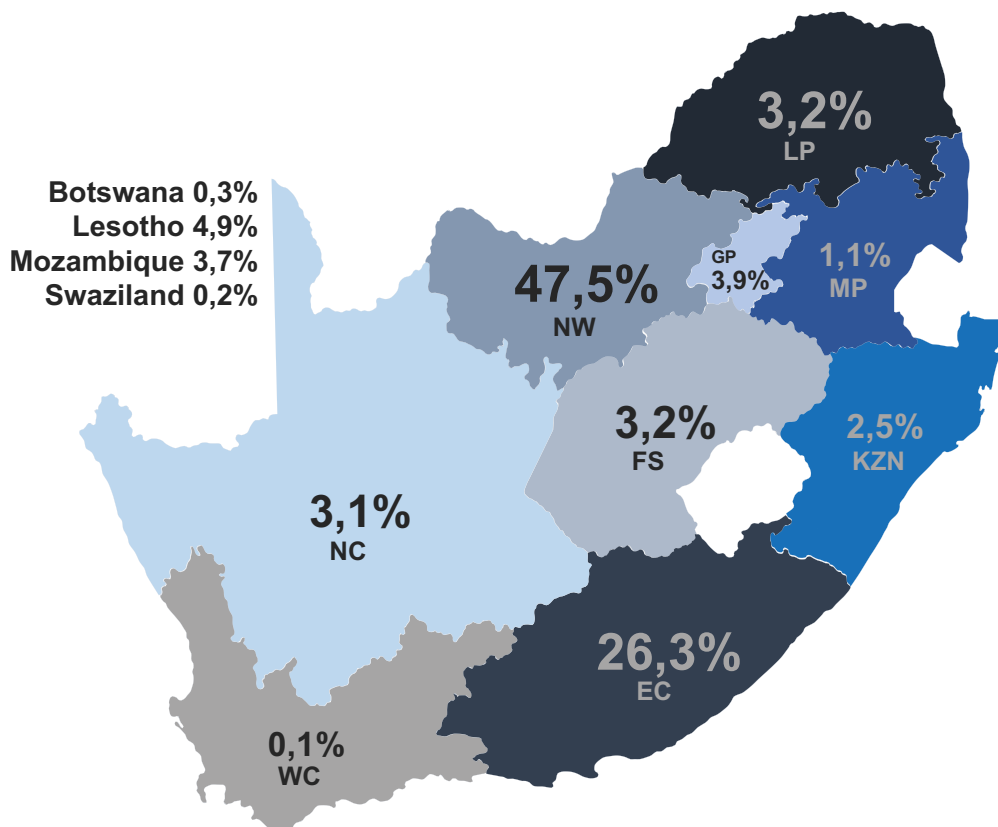 3,2%
LP
Botswana 0,3%
Lesotho 4,9%
Mozambique 3,7%
Swaziland 0,2%
GP
3,9%
1,1%
MP
47,5%
NW
3,2%
FS
2,5%
KZN
3,1%
NC
26,3%
EC
0,1%
WC